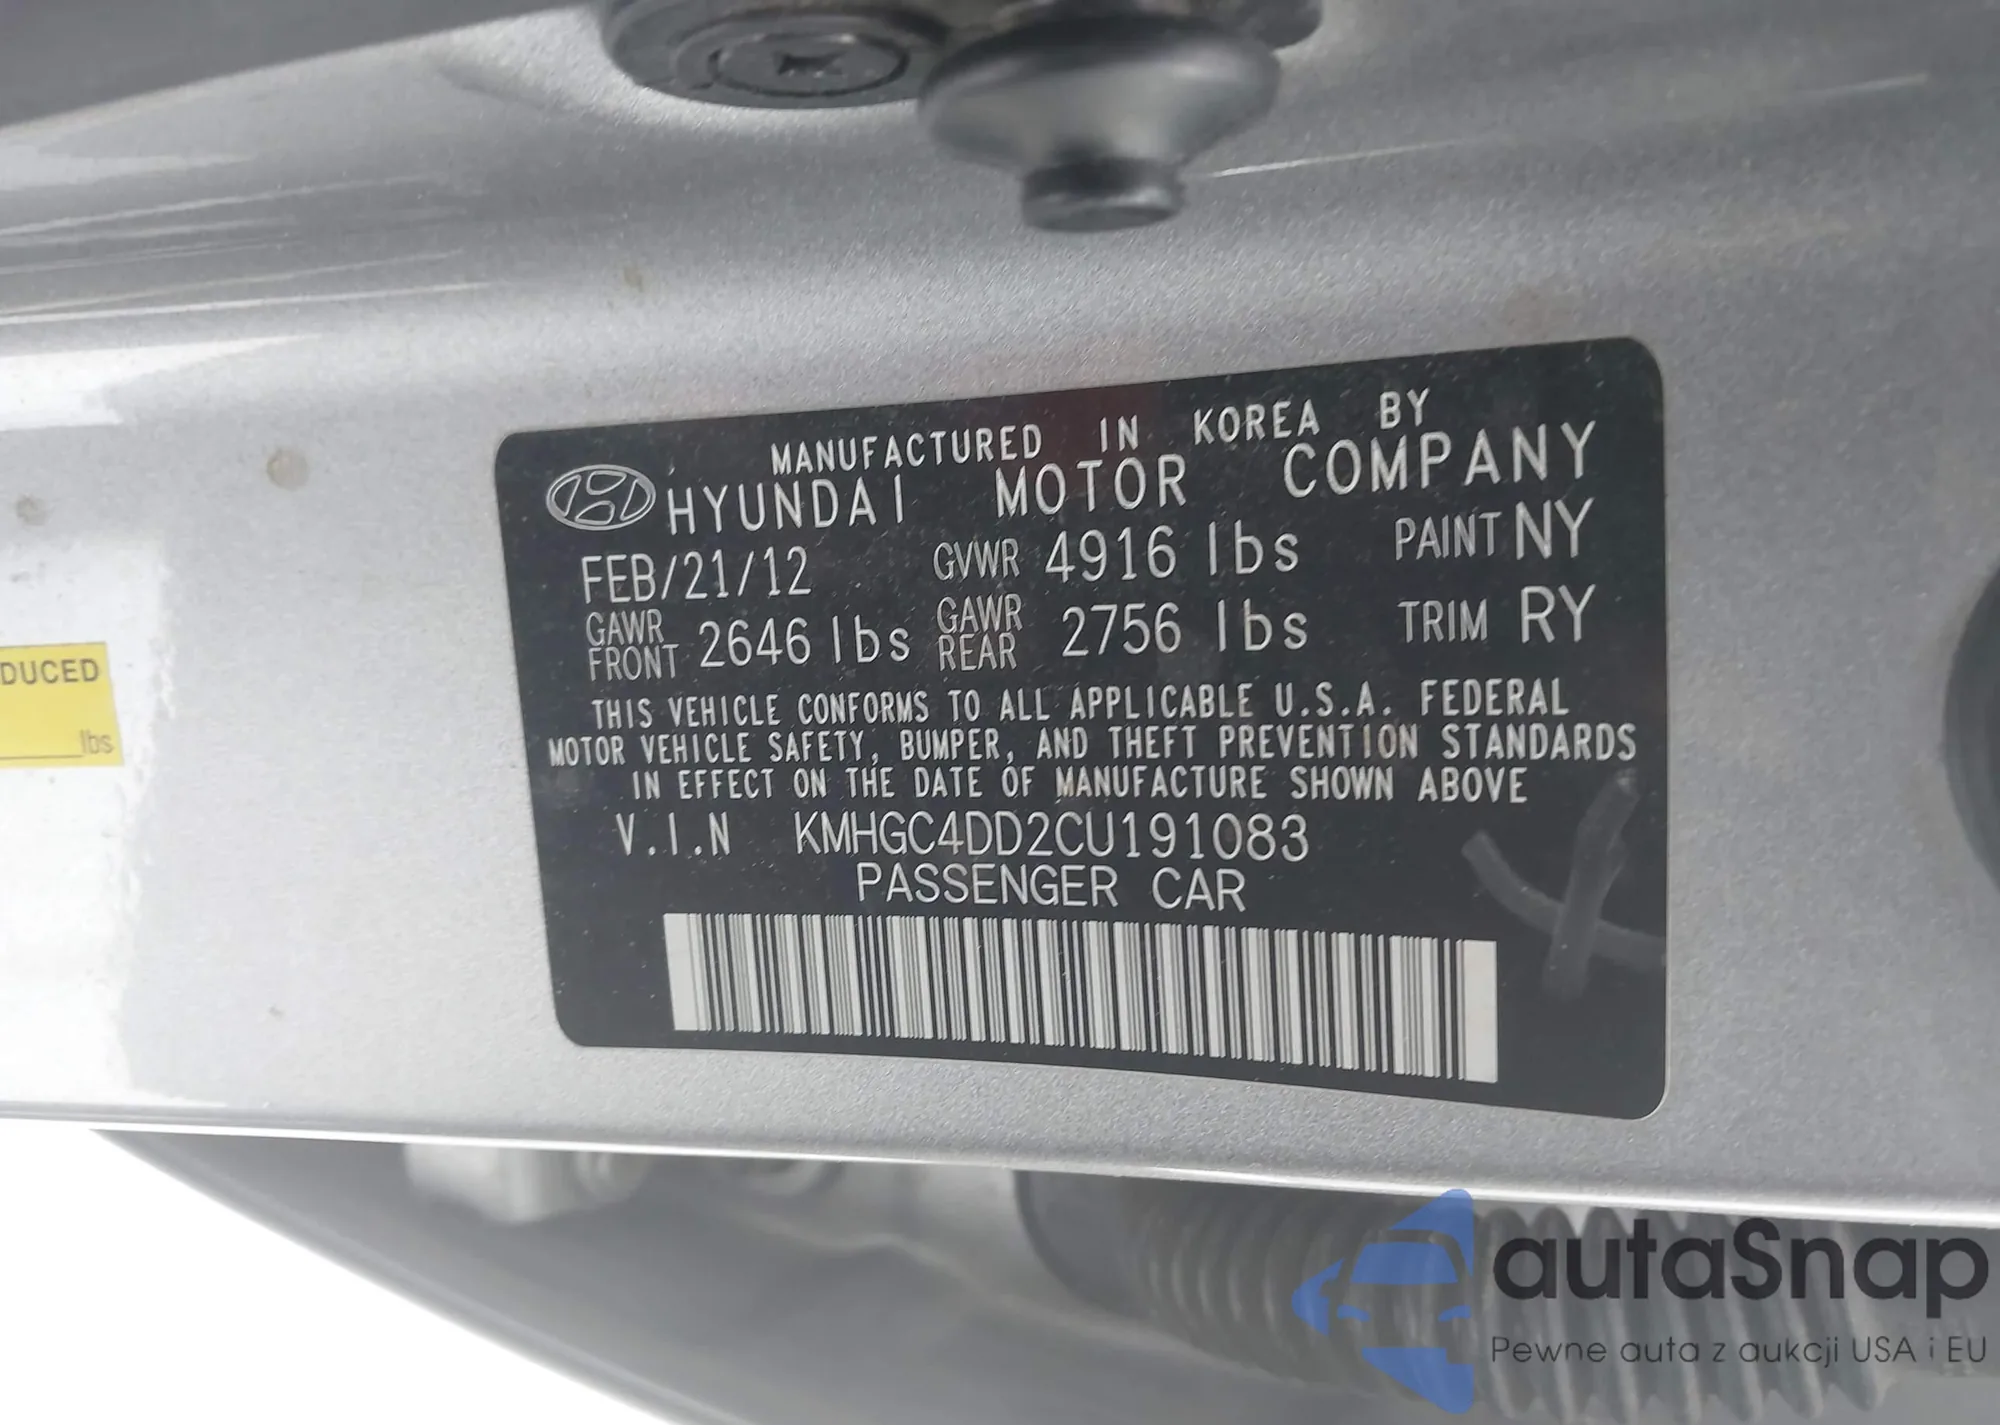 MANUFACTURED IN KOREA BY
HYUNDAI MOTOR COMPANY
FEB/21/12 GVWR 4916 lbs PAINT NY
GAWR FRONT 2646 lbs GAWR REAR 2756 lbs TRIM RY
THIS VEHICLE CONFORMS TO ALL APPLICABLE U.S.A. FEDERAL
MOTOR VEHICLE SAFETY, BUMPER, AND THEFT PREVENTION STANDARDS
IN EFFECT ON THE DATE OF MANUFACTURE SHOWN ABOVE
V.I.N KMHGC4DD2CU191083
PASSENGER CAR
DUCED
lbs
autaSnap
Pewne auta z aukcji USA i EU